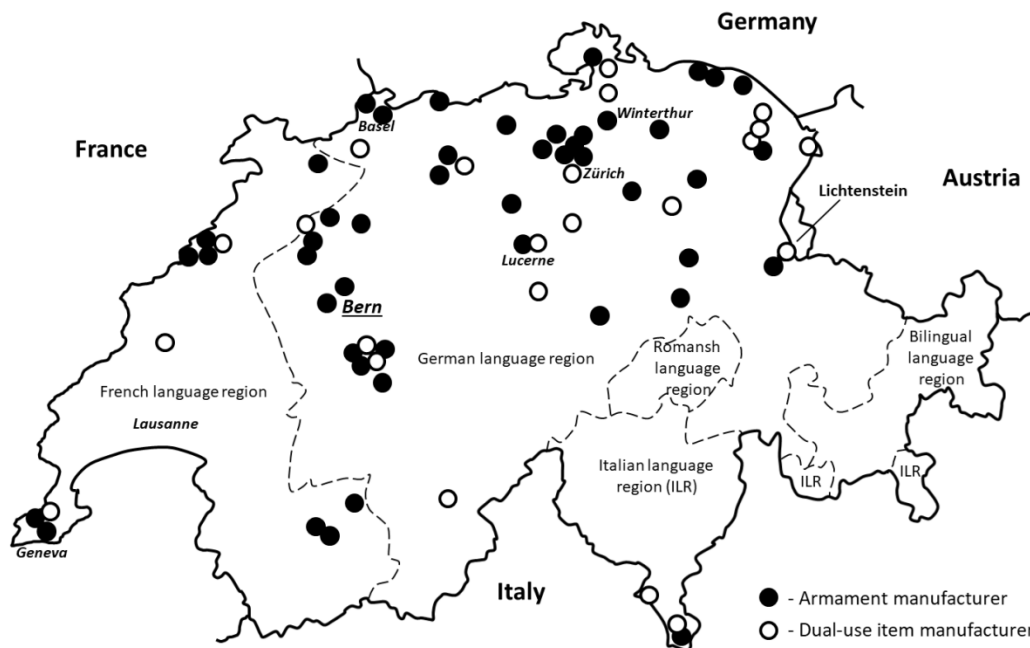 Germany
Winterthur
Basel
France
Zürich
Austria
Lichtenstein
Lucerne
Bern
German language region
Romansh
language
region
Bilingual
language
region
French language region
Lausanne
Italian language
region (ILR)
ILR
ILR
Geneva
Italy
- Armament manufacturer
- Dual-use item manufacturer